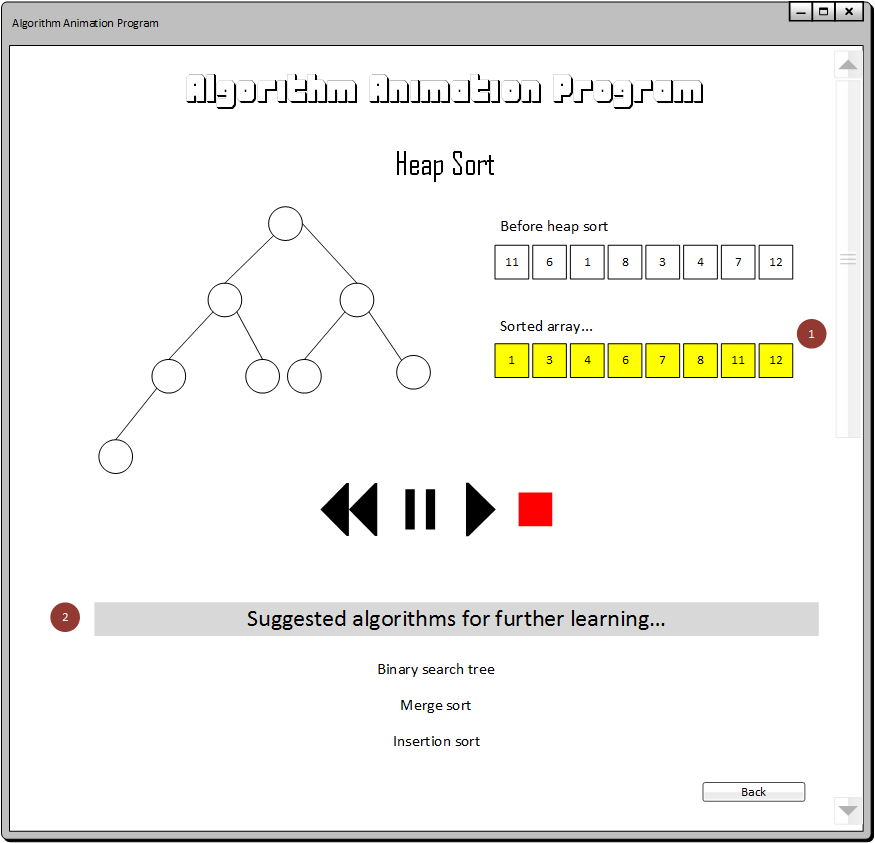 Algorithm Animation Program
Algorithm Animation Program
Heap Sort
Before heap sort
11 6 1 8 3 4 7 12
Sorted array...
1
1 3 4 6 7 8 11 12
2
Suggested algorithms for further learning...
Binary search tree
Merge sort
Insertion sort
Back